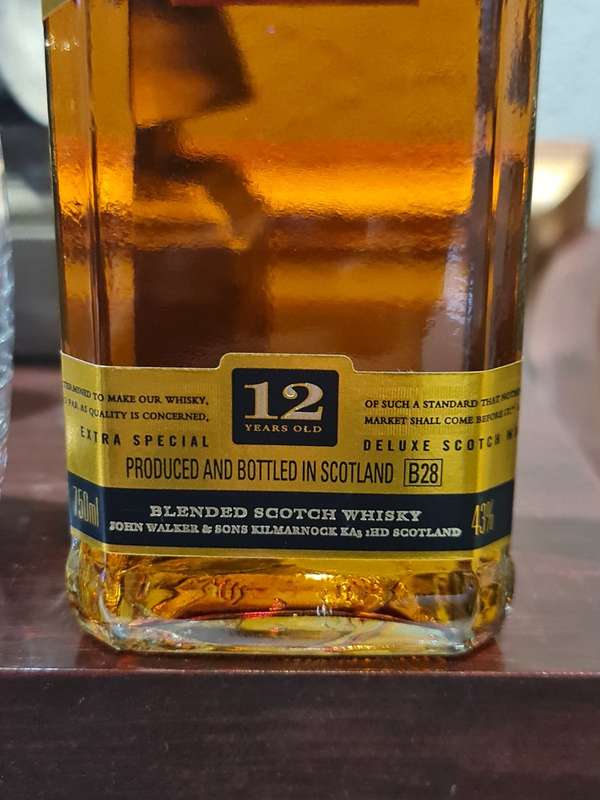 12
YEARS OLD
TO MAKE OUR WHISKY,
AS QUALITY IS CONCERNED,
OF SUCH A STANDARD THAT
MARKET SHALL COME BEFORE
EXTRA SPECIAL
DELUXE SCOTCH
PRODUCED AND BOTTLED IN SCOTLAND B28
750ml
BLENDED SCOTCH WHISKY
JOHN WALKER & SONS KILMARNOCK KA3 1HD SCOTLAND
43%